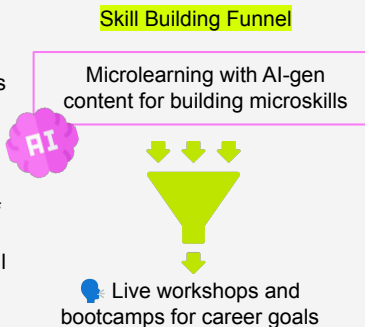 Skill Building Funnel
s
Microlearning with AI-gen
content for building microskills
AI
l
Live workshops and
bootcamps for career goals